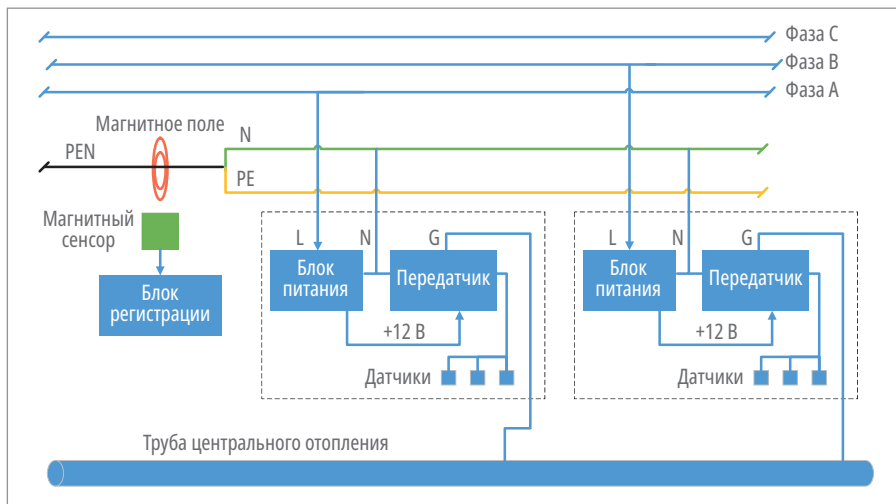 Фаза C
Фаза B
Фаза A
Магнитное поле
N
PEN
PE
Магнитный
сенсор
Блок
регистрации
L
N
G
Блок
питания
Передатчик
+12 В
Датчики
L
N
G
Блок
питания
Передатчик
+12 В
Датчики
Труба центрального отопления